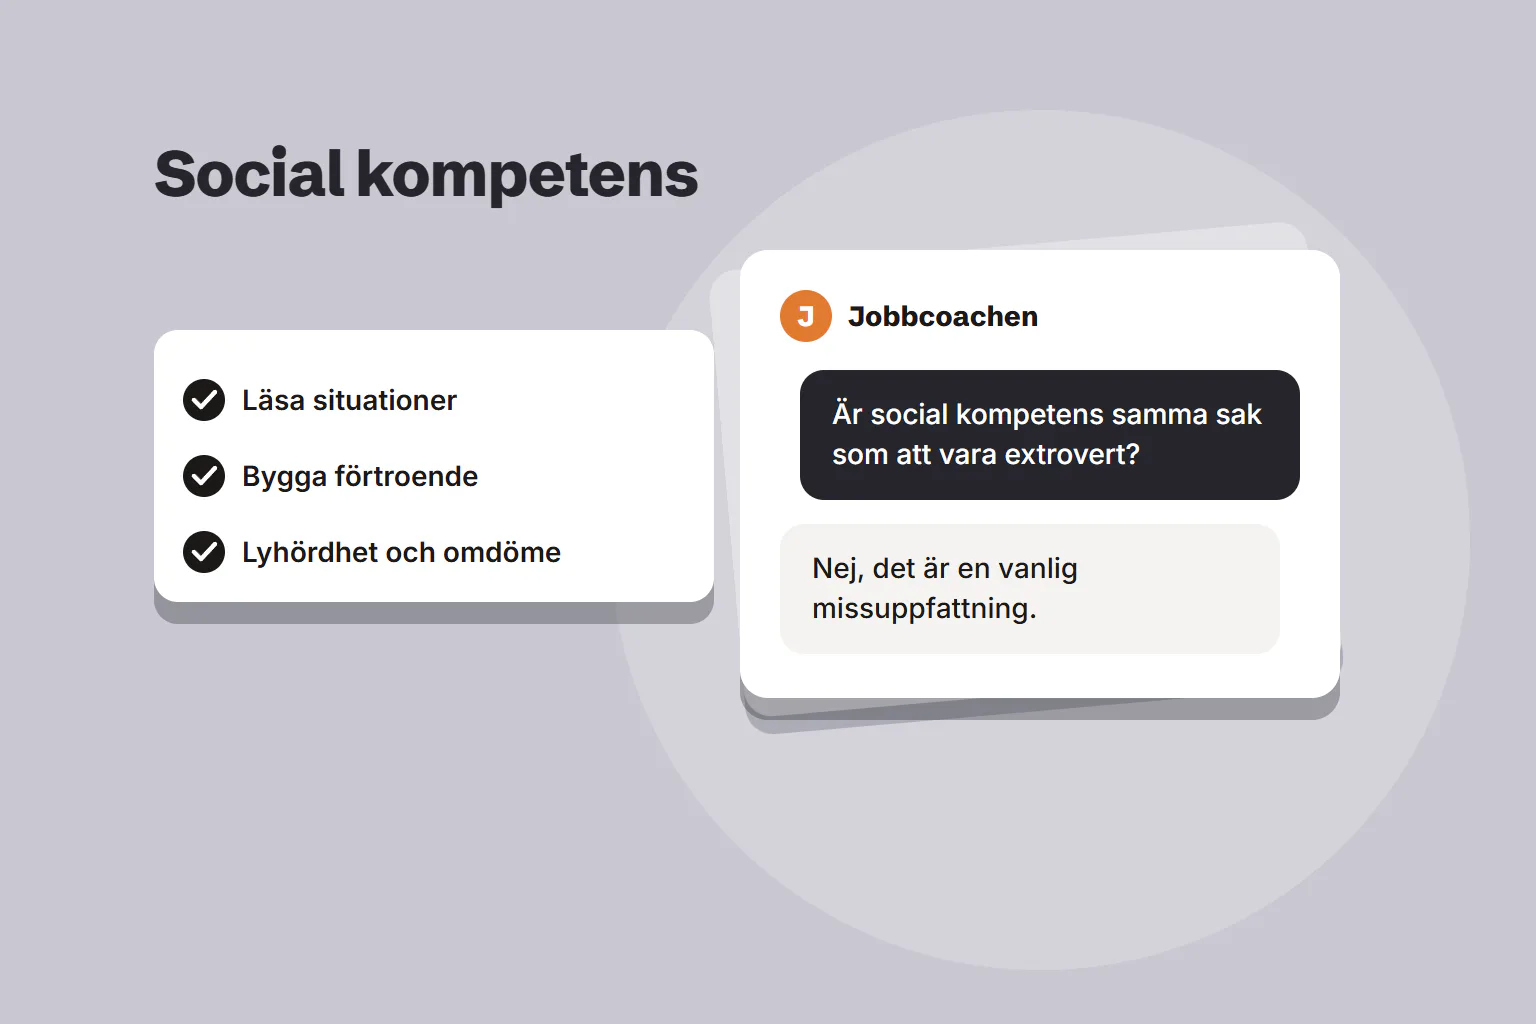 Social kompetens
Läsa situationer
Bygga förtroende
Lyhördhet och omdöme
J Jobbcoachen
Är social kompetens samma sak
som att vara extrovert?
Nej, det är en vanlig
missuppfattning.